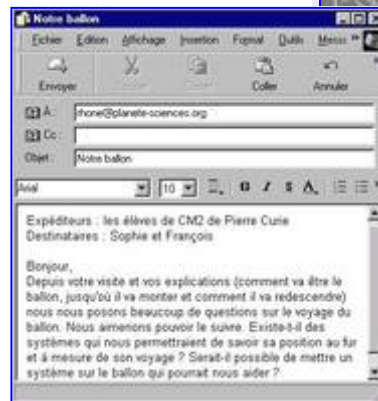 Notre ballon
Fichier Edition Affichage Insertion Format Outils Menus »
Envoyer Coller Annuler
À : rhone@planete-sciences.org
Cc :
Objet : Notre ballon
Arial 10 G I S A
Expéditeurs : les élèves de CM2 de Pierre Curie
Destinataires : Sophie et François
Bonjour,
Depuis votre visite et vos explications (comment va être le
ballon, jusqu'où il va monter et comment il va redescendre)
nous nous posons beaucoup de questions sur le voyage du
ballon. Nous aimerions pouvoir le suivre. Existe-t-il des
systèmes qui nous permettraient de savoir sa position au fur
et à mesure de son voyage ? Serait-il possible de mettre un
système sur le ballon qui pourrait nous aider ?